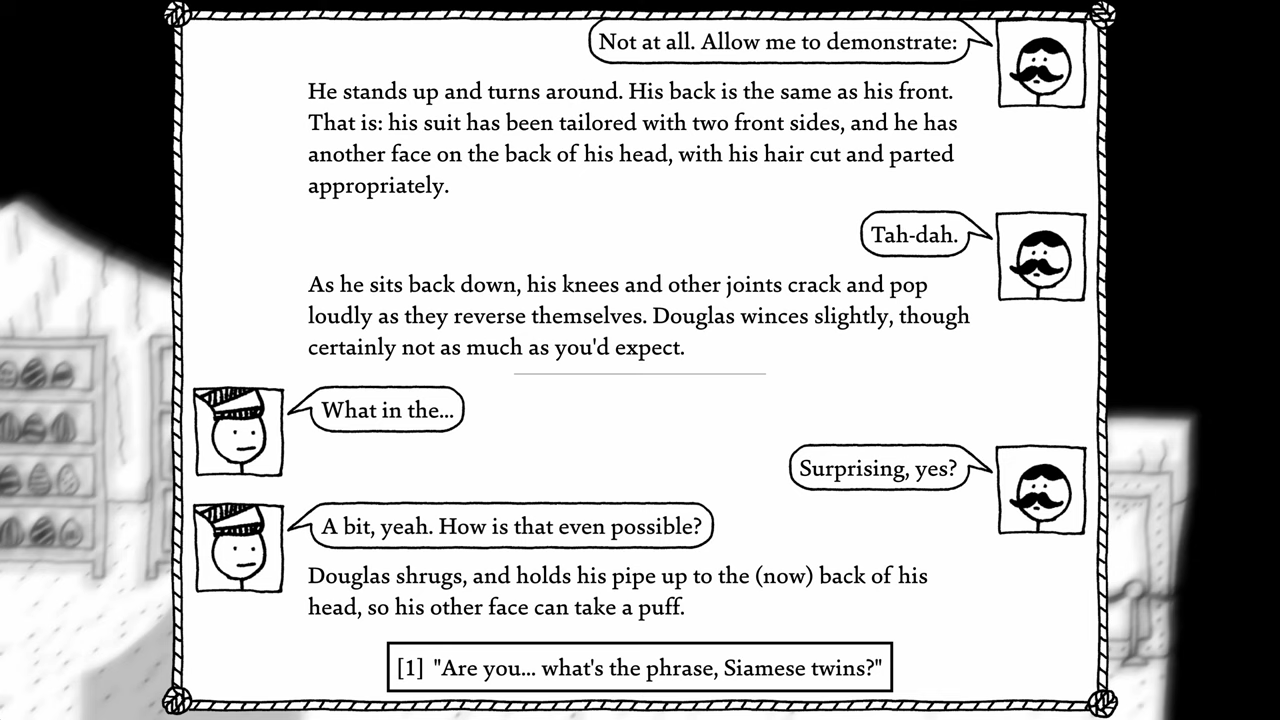 Not at all. Allow me to demonstrate:
He stands up and turns around. His back is the same as his front.
That is: his suit has been tailored with two front sides, and he has
another face on the back of his head, with his hair cut and parted
appropriately.
Tah-dah.
As he sits back down, his knees and other joints crack and pop
loudly as they reverse themselves. Douglas winces slightly, though
certainly not as much as you'd expect.
What in the...
Surprising, yes?
A bit, yeah. How is that even possible?
Douglas shrugs, and holds his pipe up to the (now) back of his
head, so his other face can take a puff.
[1] "Are you... what's the phrase, Siamese twins?"